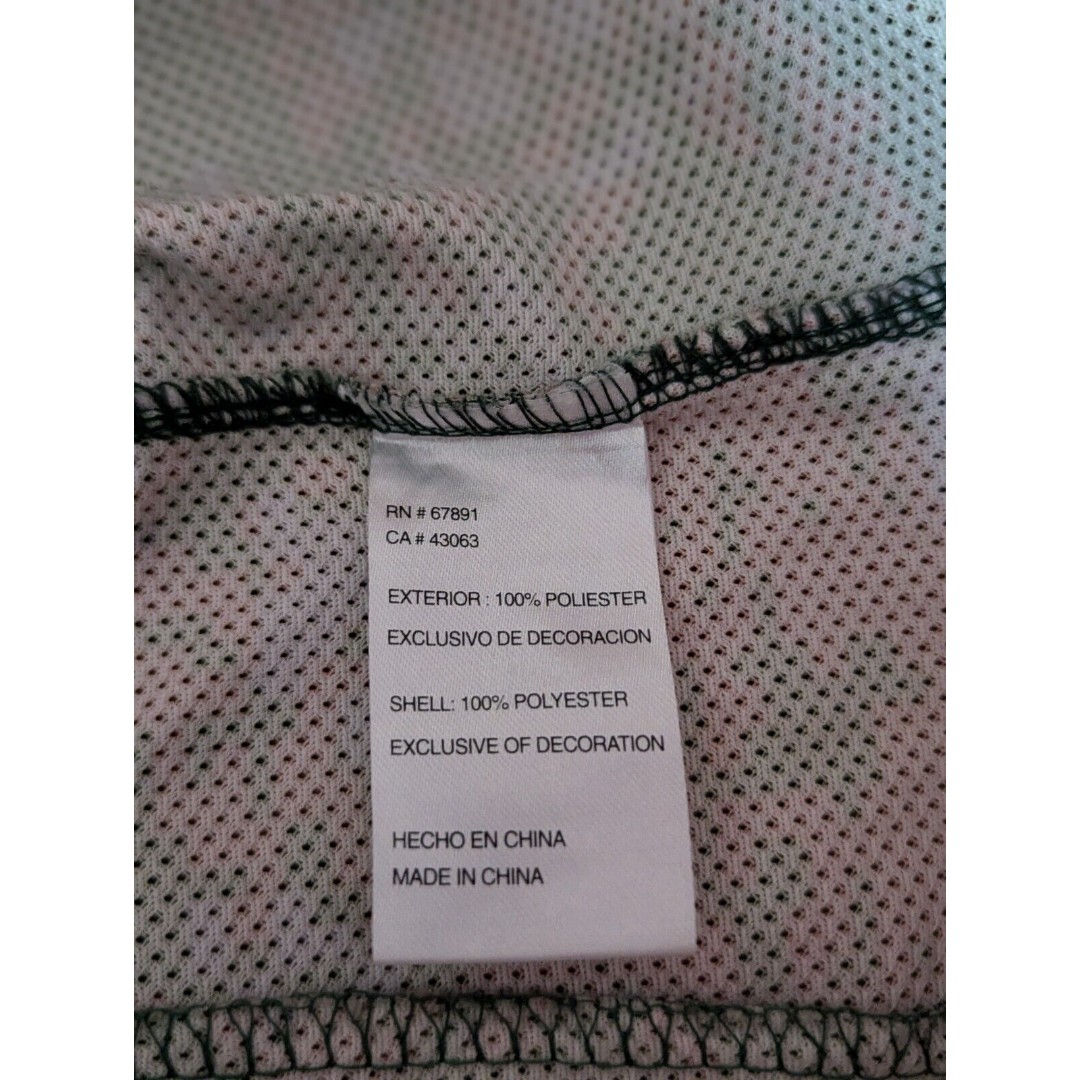 RN # 67891
CA # 43063
EXTERIOR : 100% POLIESTER
EXCLUSIVO DE DECORACION
SHELL: 100% POLYESTER
EXCLUSIVE OF DECORATION
HECHO EN CHINA
MADE IN CHINA